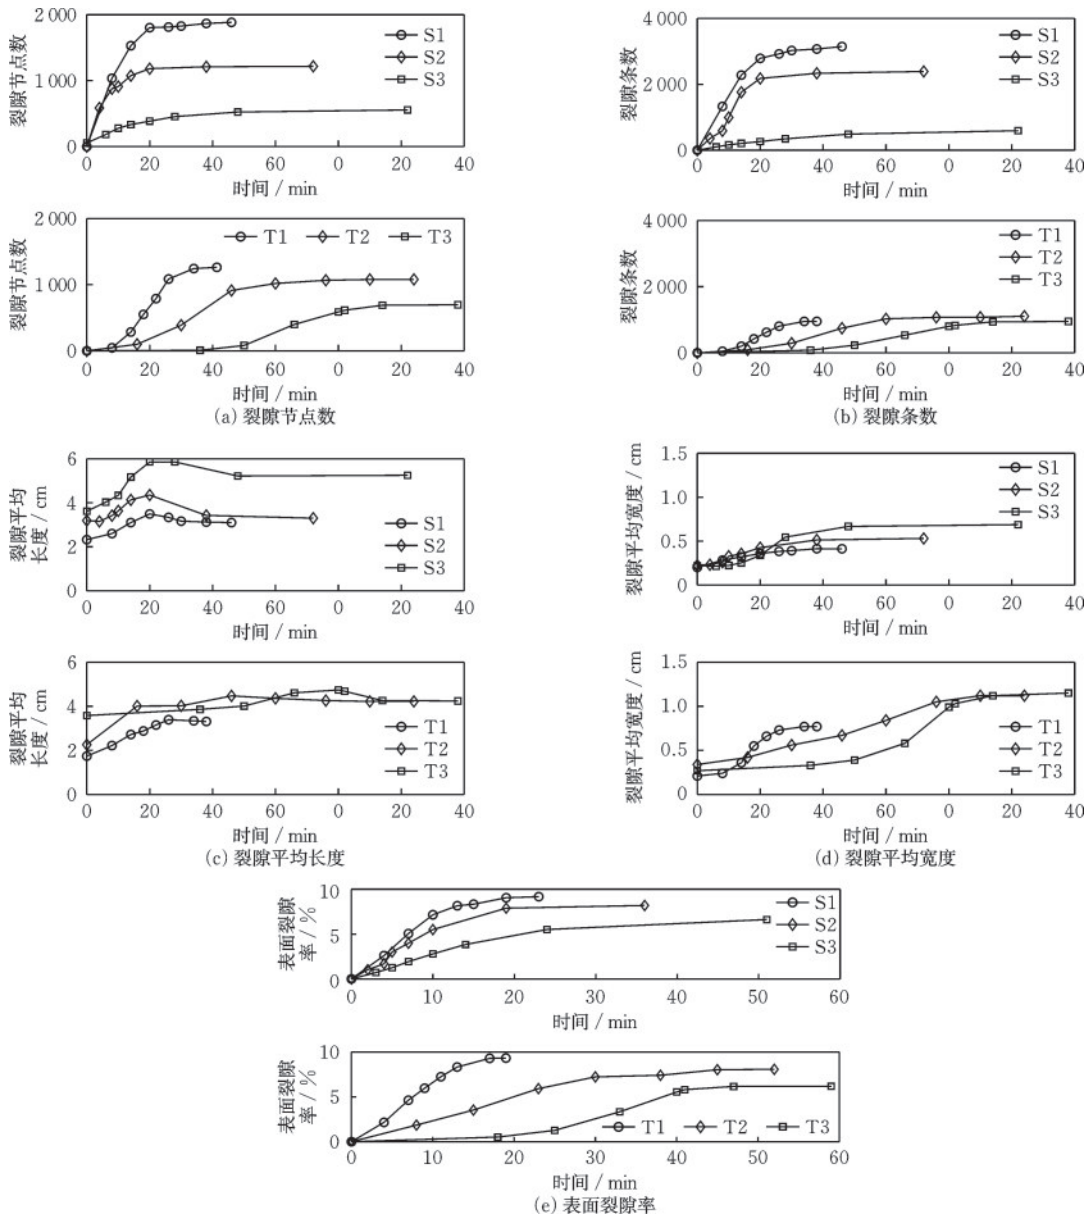 裂隙节点数
2 000
1 000
0
S1
S2
S3
0 20 40 60 0 20 40
时间 / min
裂隙节点数
2 000
1 000
0
T1 T2 T3
0 20 40 60 0 20 40
时间 / min
(a) 裂隙节点数
裂隙条数
4 000
2 000
0
S1
S2
S3
0 20 40 60 0 20 40
时间 / min
裂隙条数
4 000
2 000
0
T1
T2
T3
0 20 40 60 0 20 40
时间 / min
(b) 裂隙条数
裂隙平均
长度 / cm
6
4
2
0
S1
S2
S3
0 20 40 60 0 20 40
时间 / min
裂隙平均
长度 / cm
6
4
2
0
T1
T2
T3
0 20 40 60 0 20 40
时间 / min
(c) 裂隙平均长度
裂隙平均宽度 / cm
1.5
1.0
0.5
0
S1
S2
S3
0 20 40 60 0 20 40
时间 / min
裂隙平均宽度 / cm
1.5
1.0
0.5
0
T1
T2
T3
0 20 40 60 0 20 40
时间 / min
(d) 裂隙平均宽度
表面裂隙
率 / %
10
5
0
S1
S2
S3
0 10 20 30 40 50 60
时间 / min
表面裂隙
率 / %
10
5
0
T1 T2 T3
0 10 20 30 40 50 60
时间 / min
(e) 表面裂隙率